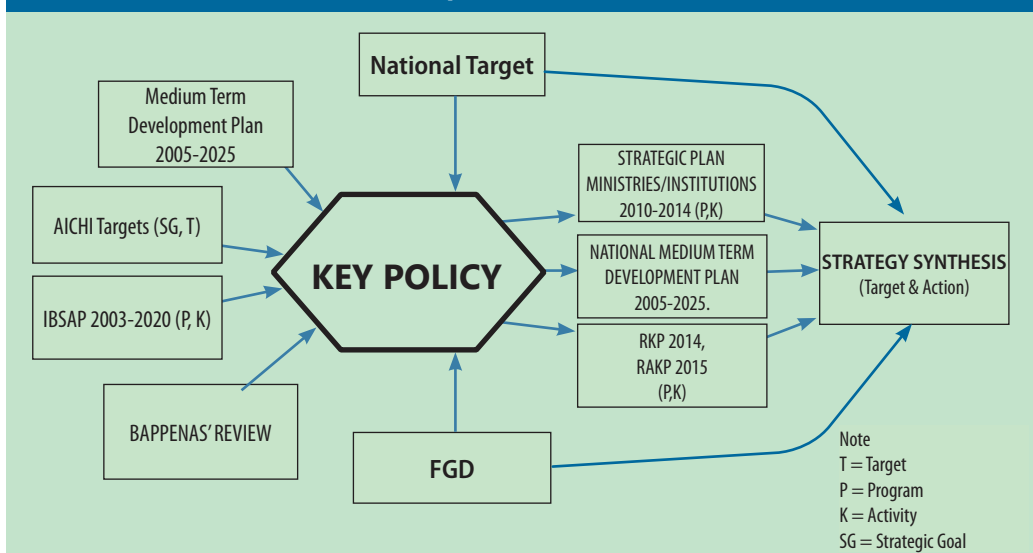 National Target
Medium Term
Development Plan
2005-2025
AICHI Targets (SG, T)
IBSAP 2003-2020 (P, K)
BAPPENAS' REVIEW
KEY POLICY
FGD
STRATEGIC PLAN
MINISTRIES/INSTITUTIONS
2010-2014 (P,K)
NATIONAL MEDIUM TERM
DEVELOPMENT PLAN
2005-2025.
RKP 2014,
RAKP 2015
(P,K)
STRATEGY SYNTHESIS
(Target & Action)
Note
T = Target
P = Program
K = Activity
SG = Strategic Goal